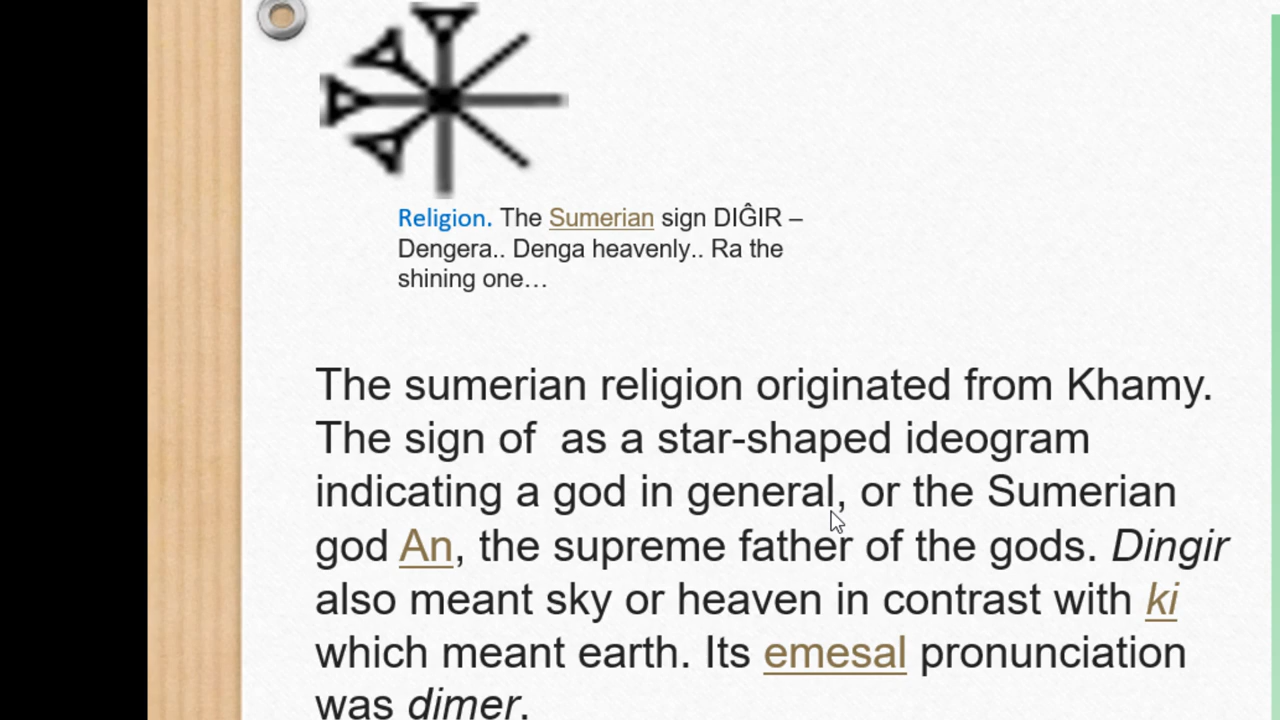 Religion. The Sumerian sign DIĜIR –
Dengera.. Denga heavenly.. Ra the
shining one…
The sumerian religion originated from Khamy.
The sign of  as a star-shaped ideogram
indicating a god in general, or the Sumerian
god An, the supreme father of the gods. Dingir
also meant sky or heaven in contrast with ki
which meant earth. Its emesal pronunciation
was dimer.